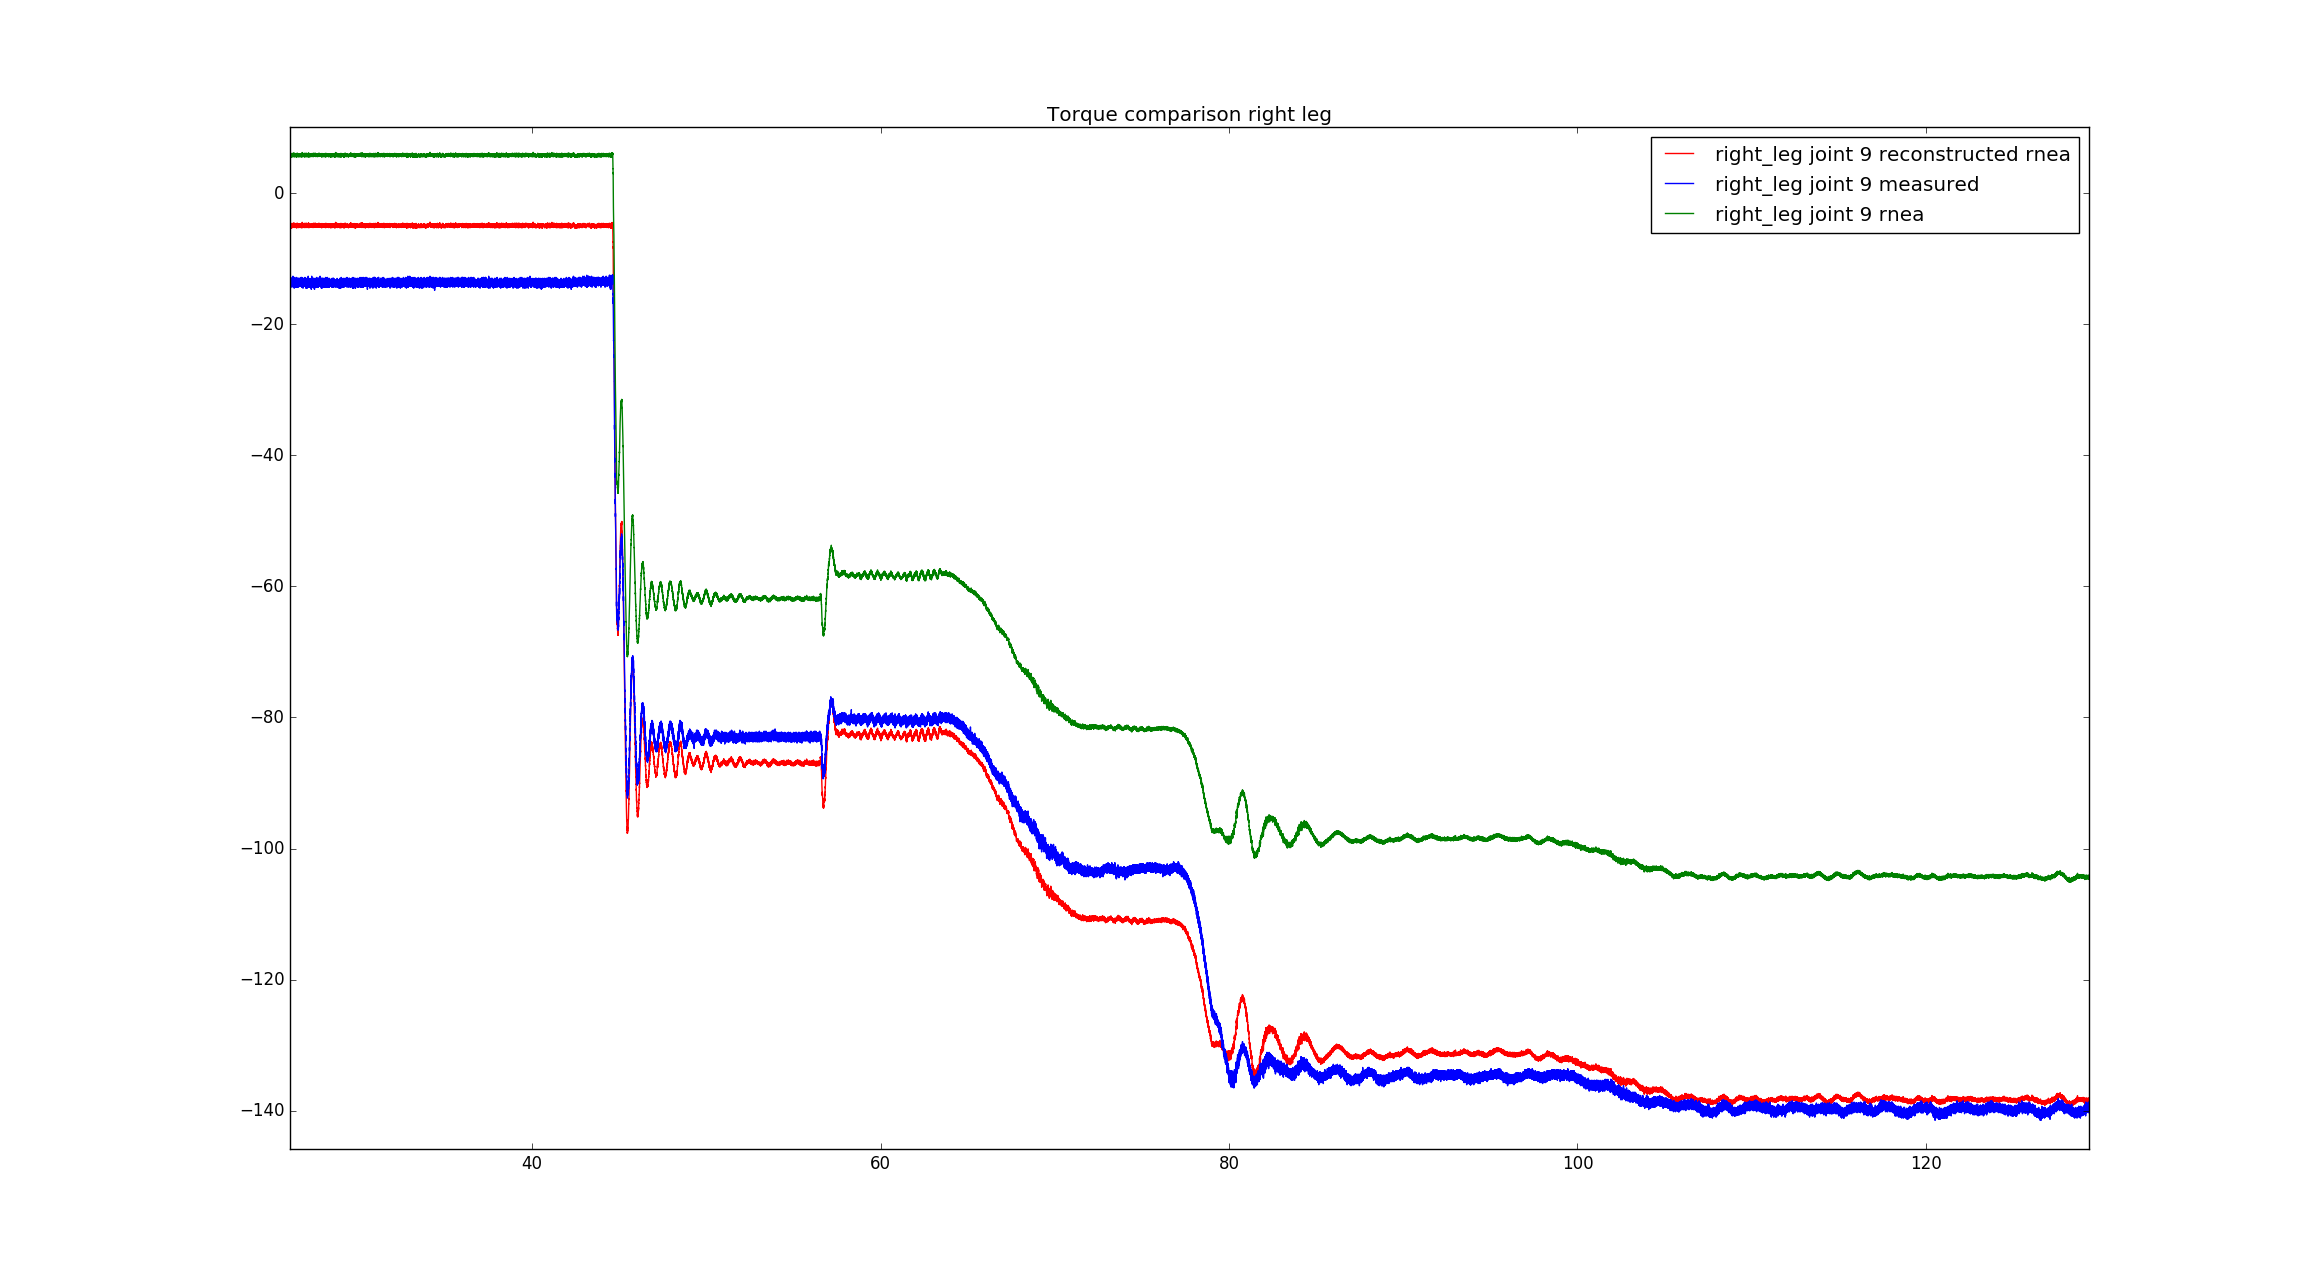 Torque comparison right leg
right_leg joint 9 reconstructed rnea
right_leg joint 9 measured
right_leg joint 9 rnea
0
−20
−40
−60
−80
−100
−120
−140
40 60 80 100 120